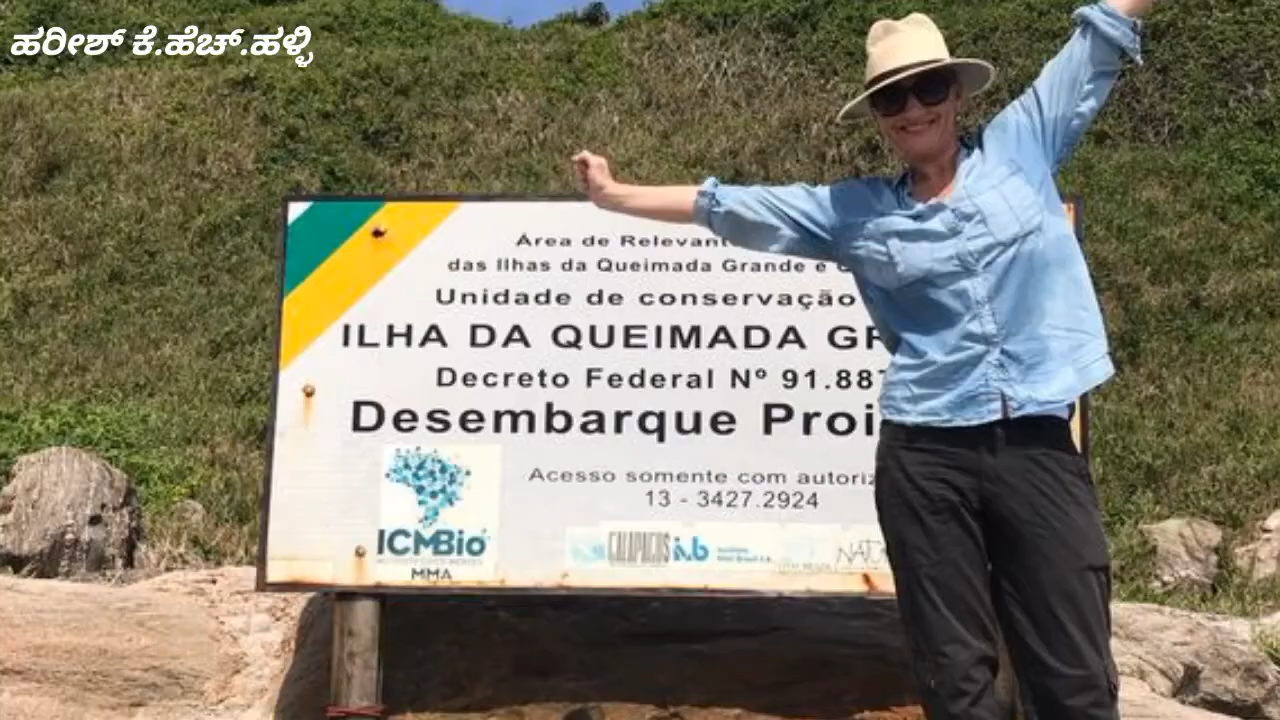 ಹರೀಶ್ ಕೆ.ಹೆಚ್.ಹಳ್ಳಿ
Área de Relevant
das Ilhas da Queimada Grande e
Unidade de conservação
ILHA DA QUEIMADA GR
Decreto Federal Nº 91.887
Desembarque Proi
Acesso somente com autoriz
13 - 3427.2924
ICMBio
MMA
GALAPAGOS